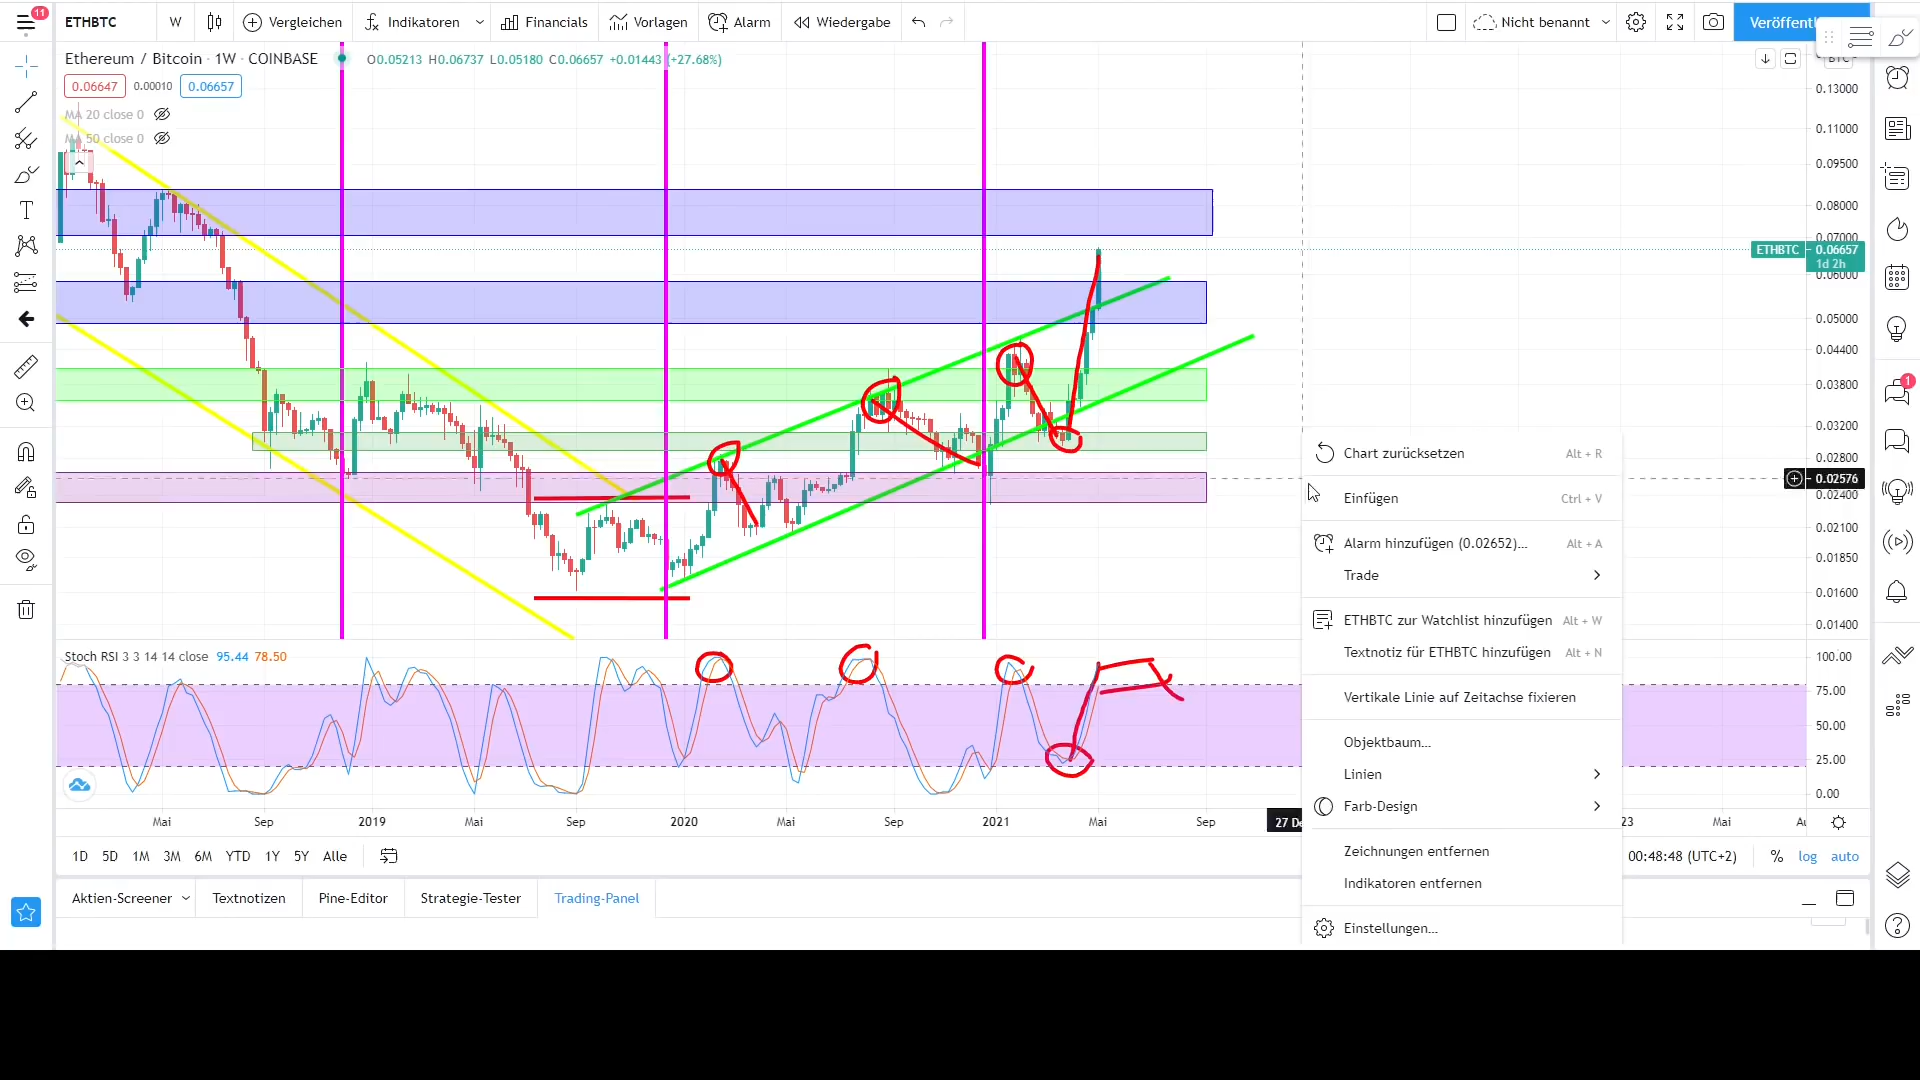 11
ETHBTC
W
Vergleichen
Indikatoren
Financials
Vorlagen
Alarm
Wiedergabe
Nicht benannt
Ethereum / Bitcoin · 1W · COINBASE
O0.05213 H0.06737 L0.05180 C0.06657 +0.01443 (+27.68%)
0.06647
0.00010
0.06657
MA 20 close 0
MA 50 close 0
BTC
0.13000
0.11000
0.09500
0.08000
0.07000
ETHBTC
0.06657
1d 2h
0.06000
0.05000
0.04400
0.03800
0.03200
0.02800
0.02576
0.02400
0.02100
0.01850
0.01600
0.01400
1
Chart zurücksetzen Alt + R
Einfügen Ctrl + V
Alarm hinzufügen (0.02652)... Alt + A
Trade
ETHBTC zur Watchlist hinzufügen Alt + W
Textnotiz für ETHBTC hinzufügen Alt + N
Vertikale Linie auf Zeitachse fixieren
Objektbaum...
Linien
Farb-Design
Zeichnungen entfernen
Indikatoren entfernen
Einstellungen...
Stoch RSI 3 3 14 14 close 95.44 78.50
100.00
75.00
50.00
25.00
0.00
Mai Sep 2019 Mai Sep 2020 Mai Sep 2021 Mai Sep 23 Mai
1D 5D 1M 3M 6M YTD 1Y 5Y Alle
00:48:48 (UTC+2) % log auto
Aktien-Screener Textnotizen Pine-Editor Strategie-Tester Trading-Panel